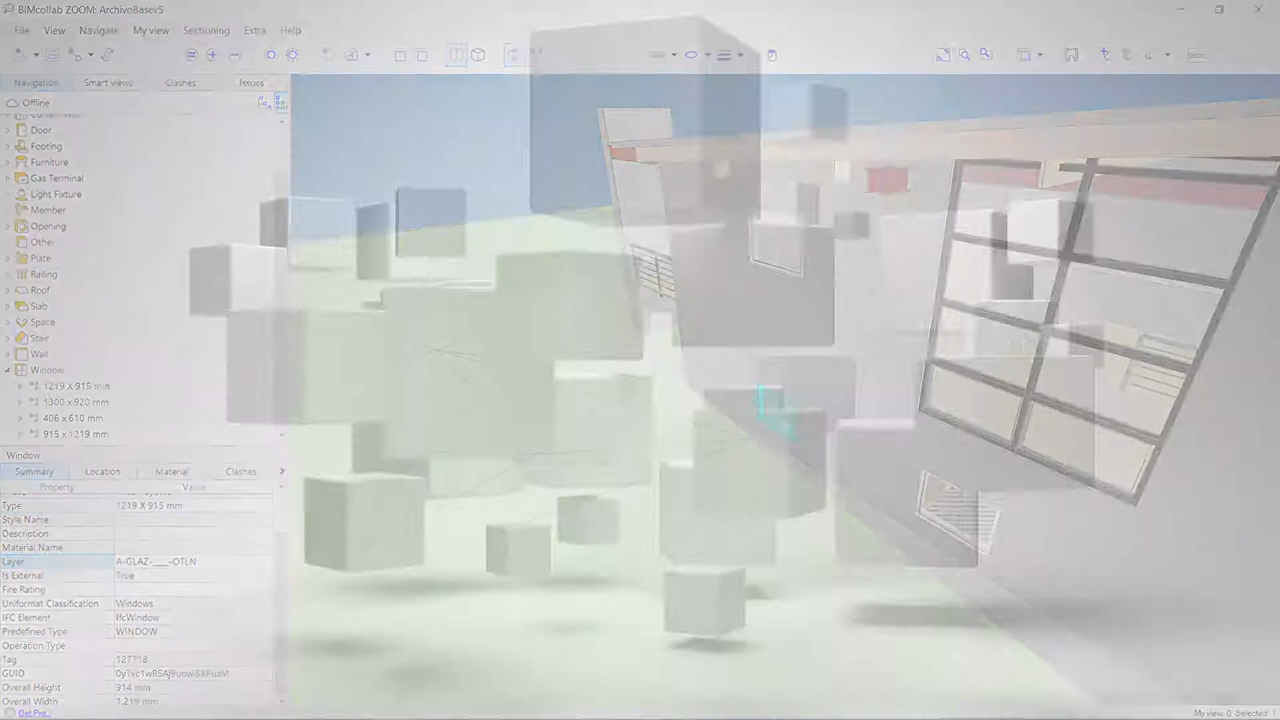 BIMcollab ZOOM: ArchivoBasev5
File View Navigate My view Sectioning Extra Help
Navigation Smart views Clashes Issues
Offline
Door
Footing
Furniture
Gas Terminal
Light Fixture
Member
Opening
Other
Plate
Railing
Roof
Slab
Space
Stair
Wall
Window
1219 x 915 mm
1300 x 920 mm
406 x 610 mm
915 x 1219 mm
Window
Summary Location Material Clashes
Property Value
Type 1219 X 915 mm
Style Name
Description
Material Name
Layer A-GLAZ-____-OTLN
Is External True
Fire Rating
Uniformat Classification Windows
IFC Element IfcWindow
Predefined Type WINDOW
Operation Type
Tag 127718
GUID
Overall Height 914 mm
Overall Width 1,219 mm
Get Pro...
My view: 0 Selected: 1